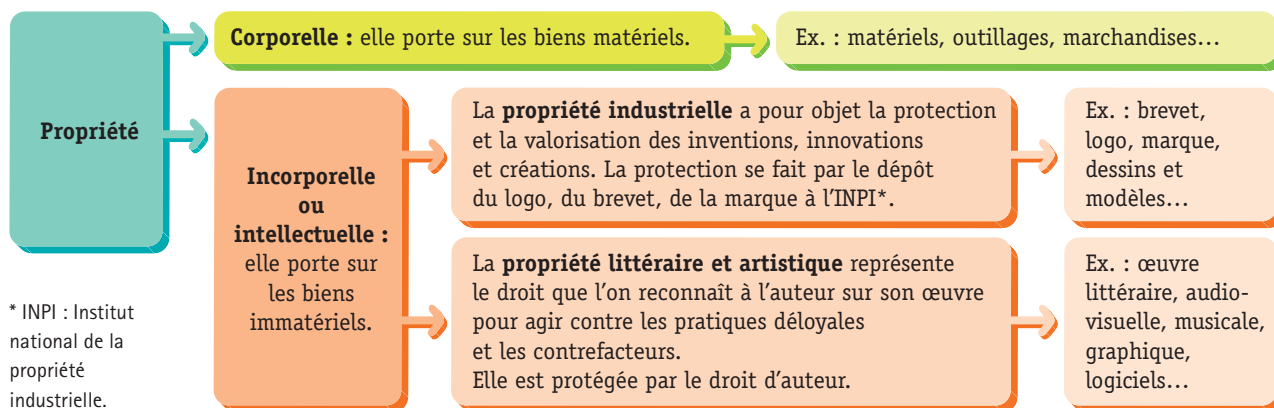 Propriété
Corporelle : elle porte sur les biens matériels.
Ex. : matériels, outillages, marchandises…
Incorporelle
ou
intellectuelle :
elle porte sur
les biens
immatériels.
La propriété industrielle a pour objet la protection
et la valorisation des inventions, innovations
et créations. La protection se fait par le dépôt
du logo, du brevet, de la marque à l’INPI*.
Ex. : brevet,
logo, marque,
dessins et
modèles…
La propriété littéraire et artistique représente
le droit que l’on reconnaît à l’auteur sur son œuvre
pour agir contre les pratiques déloyales
et les contrefacteurs.
Elle est protégée par le droit d’auteur.
Ex. : œuvre
littéraire, audio-
visuelle, musicale,
graphique,
logiciels…
* INPI : Institut
national de la
propriété
industrielle.